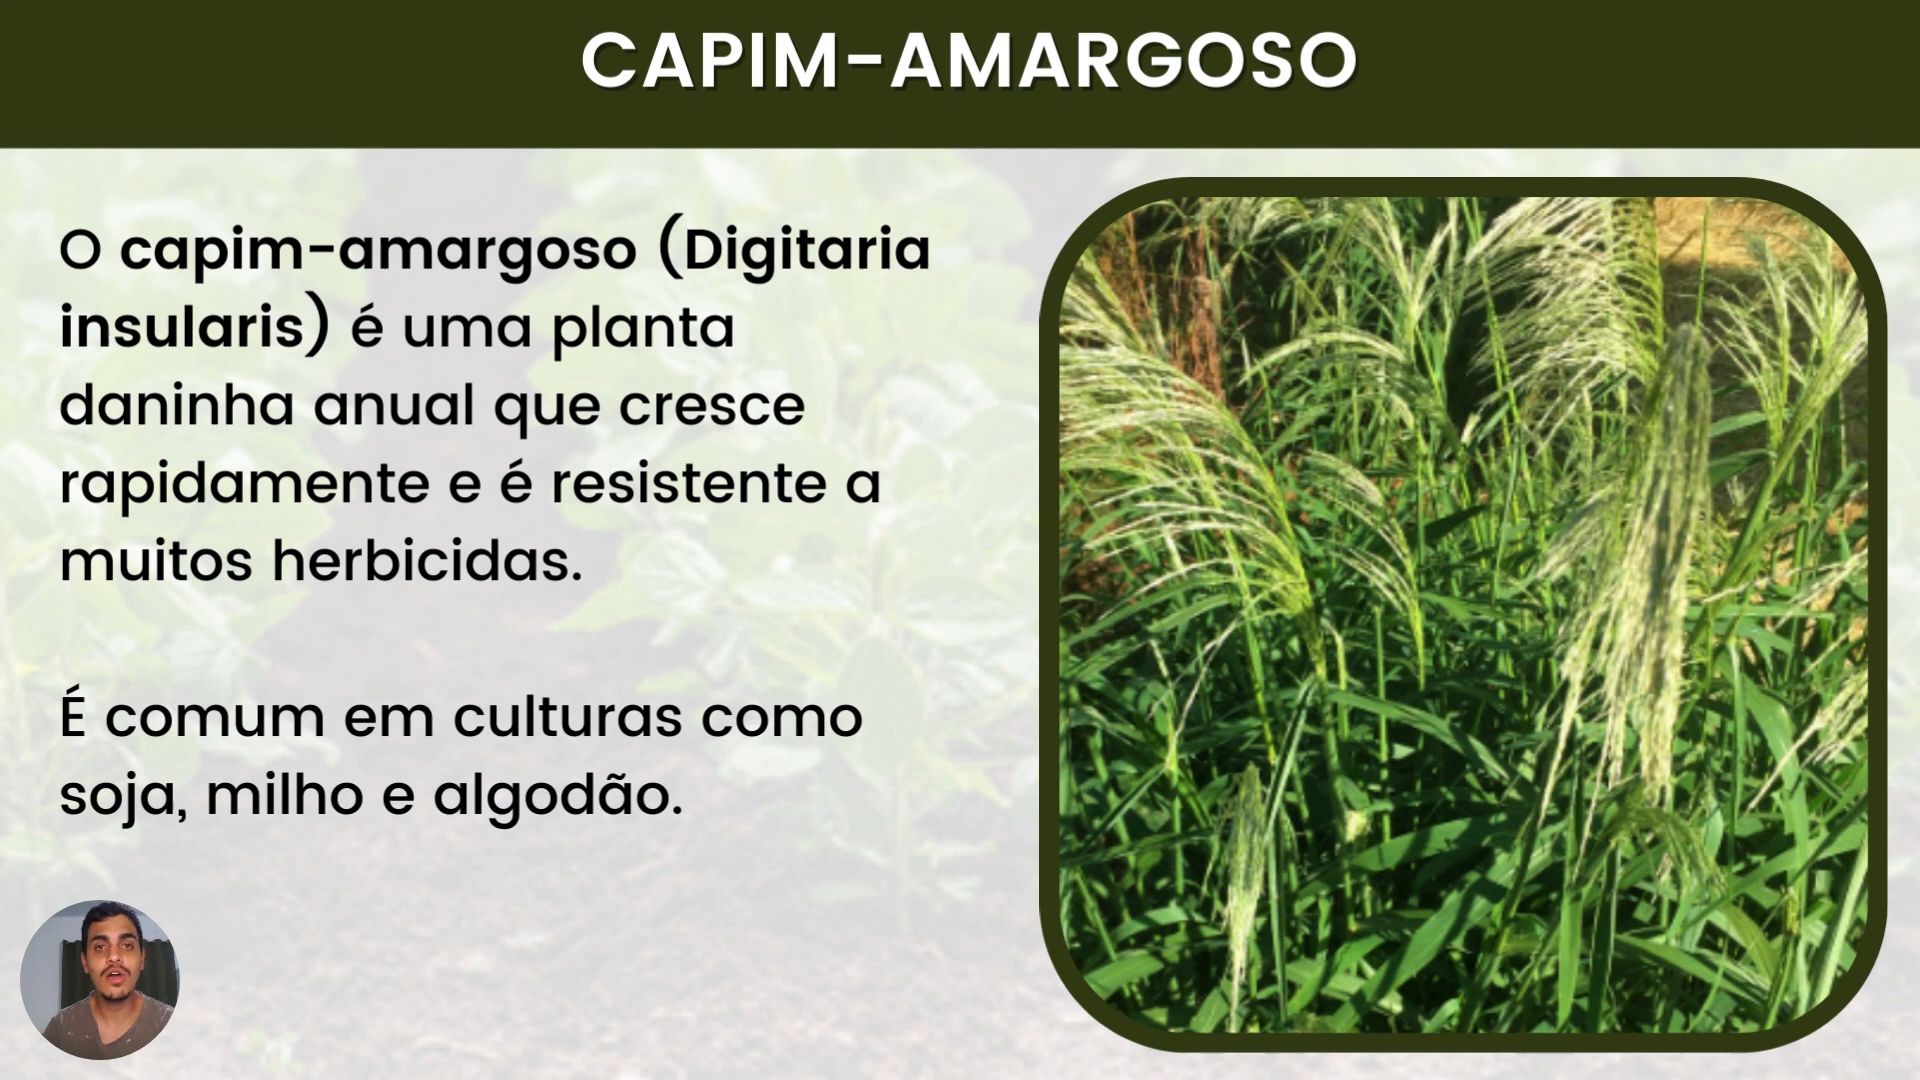 CAPIM-AMARGOSO
O capim-amargoso (Digitaria
insularis) é uma planta
daninha anual que cresce
rapidamente e é resistente a
muitos herbicidas.
É comum em culturas como
soja, milho e algodão.